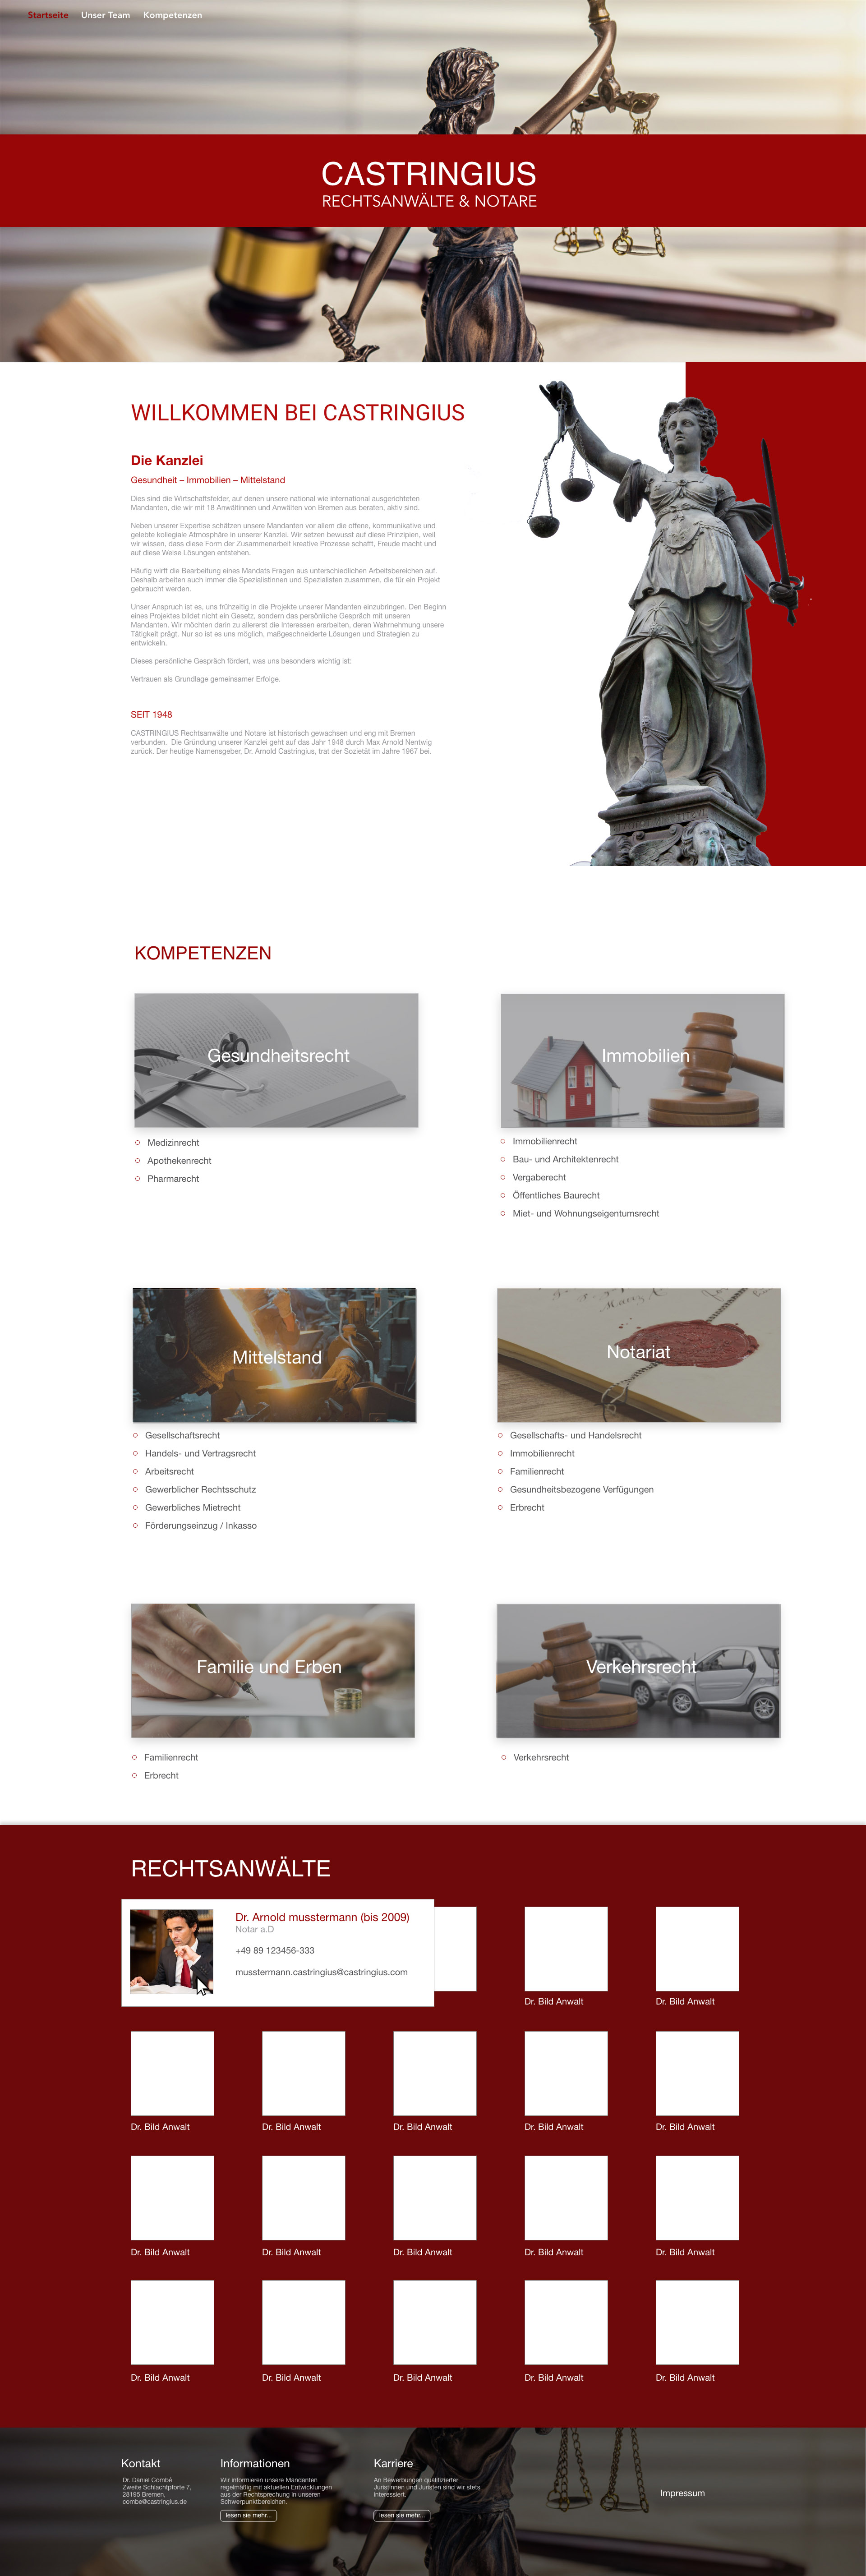 Startseite Unser Team Kompetenzen
CASTRINGIUS
RECHTSANWÄLTE & NOTARE
WILLKOMMEN BEI CASTRINGIUS
Die Kanzlei
Gesundheit – Immobilien – Mittelstand
Dies sind die Wirtschaftsfelder, auf denen unsere national wie international ausgerichteten
Mandanten, die wir mit 18 Anwältinnen und Anwälten von Bremen aus beraten, aktiv sind.
Neben unserer Expertise schätzen unsere Mandanten vor allem die offene, kommunikative und
gelebte kollegiale Atmosphäre in unserer Kanzlei. Wir setzen bewusst auf diese Prinzipien, weil
wir wissen, dass diese Form der Zusammenarbeit kreative Prozesse schafft, Freude macht und
auf diese Weise Lösungen entstehen.
Häufig wirft die Bearbeitung eines Mandats Fragen aus unterschiedlichen Arbeitsbereichen auf.
Deshalb arbeiten auch immer die Spezialistinnen und Spezialisten zusammen, die für ein Projekt
gebraucht werden.
Unser Anspruch ist es, uns frühzeitig in die Projekte unserer Mandanten einzubringen. Den Beginn
eines Projektes bildet nicht ein Gesetz, sondern das persönliche Gespräch mit unseren
Mandanten. Wir möchten darin zu allererst die Interessen erarbeiten, deren Wahrnehmung unsere
Tätigkeit prägt. Nur so ist es uns möglich, maßgeschneiderte Lösungen und Strategien zu
entwickeln.
Dieses persönliche Gespräch fördert, was uns besonders wichtig ist:
Vertrauen als Grundlage gemeinsamer Erfolge.
SEIT 1948
CASTRINGIUS Rechtsanwälte und Notare ist historisch gewachsen und eng mit Bremen
verbunden. Die Gründung unserer Kanzlei geht auf das Jahr 1948 durch Max Arnold Nentwig
zurück. Der heutige Namensgeber, Dr. Arnold Castringius, trat der Sozietät im Jahre 1967 bei.
KOMPETENZEN
Gesundheitsrecht
Medizinrecht
Apothekenrecht
Pharmarecht
Immobilien
Immobilienrecht
Bau- und Architektenrecht
Vergaberecht
Öffentliches Baurecht
Miet- und Wohnungseigentumsrecht
Mittelstand
Gesellschaftsrecht
Handels- und Vertragsrecht
Arbeitsrecht
Gewerblicher Rechtsschutz
Gewerbliches Mietrecht
Förderungseinzug / Inkasso
Notariat
Gesellschafts- und Handelsrecht
Immobilienrecht
Familienrecht
Gesundheitsbezogene Verfügungen
Erbrecht
Familie und Erben
Familienrecht
Erbrecht
Verkehrsrecht
Verkehrsrecht
RECHTSANWÄLTE
Dr. Arnold musstermann (bis 2009)
Notar a.D
+49 89 123456-333
musstermann.castringius@castringius.com
Dr. Bild Anwalt Dr. Bild Anwalt
Dr. Bild Anwalt Dr. Bild Anwalt Dr. Bild Anwalt Dr. Bild Anwalt Dr. Bild Anwalt
Dr. Bild Anwalt Dr. Bild Anwalt Dr. Bild Anwalt Dr. Bild Anwalt Dr. Bild Anwalt
Dr. Bild Anwalt Dr. Bild Anwalt Dr. Bild Anwalt Dr. Bild Anwalt Dr. Bild Anwalt
Kontakt
Dr. Daniel Combé
Zweite Schlachtpforte 7,
28195 Bremen,
combe@castringius.de
Informationen
Wir informieren unsere Mandanten
regelmäßig mit aktuellen Entwicklungen
aus der Rechtsprechung in unseren
Schwerpunktbereichen.
lesen sie mehr...
Karriere
An Bewerbungen qualifizierter
Juristinnen und Juristen sind wir stets
interessiert.
lesen sie mehr...
Impressum